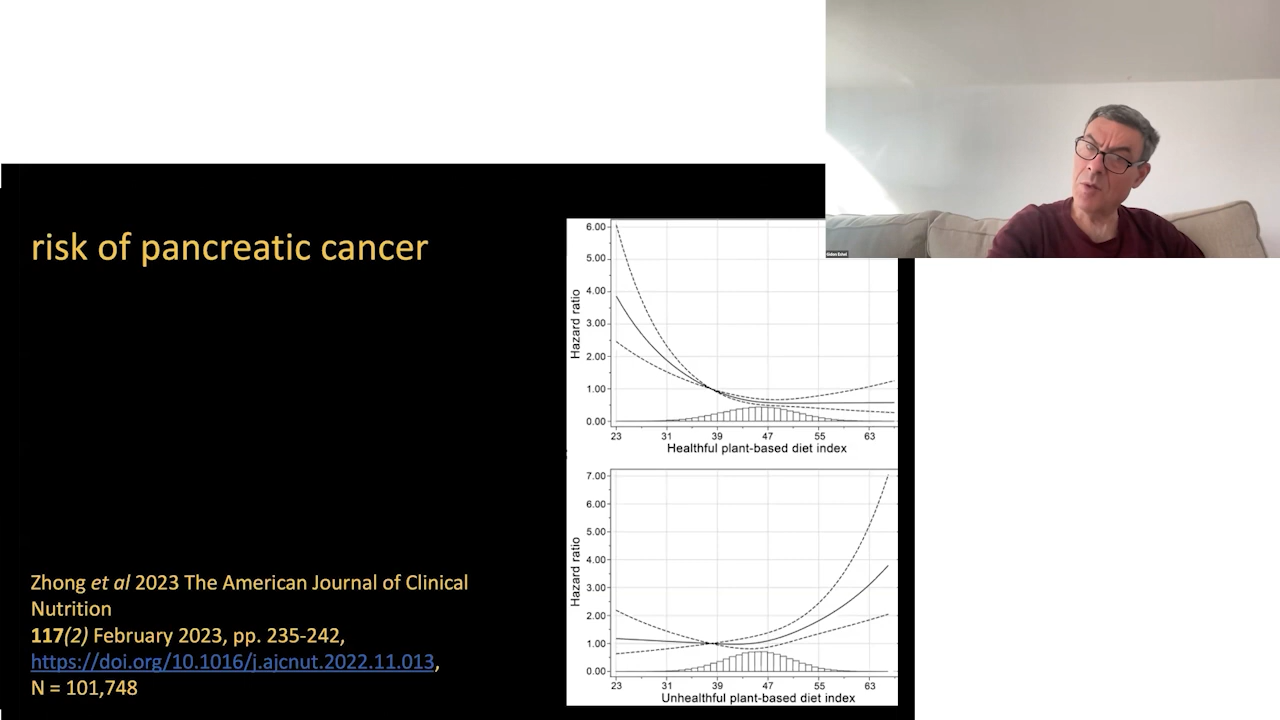 risk of pancreatic cancer
Zhong et al 2023 The American Journal of Clinical
Nutrition
117(2) February 2023, pp. 235-242,
https://doi.org/10.1016/j.ajcnut.2022.11.013,
N = 101,748
6.00
5.00
4.00
3.00
2.00
1.00
0.00
Hazard ratio
23 31 39 47 55 63
Healthful plant-based diet index
7.00
6.00
5.00
4.00
3.00
2.00
1.00
0.00
Hazard ratio
23 31 39 47 55 63
Unhealthful plant-based diet index